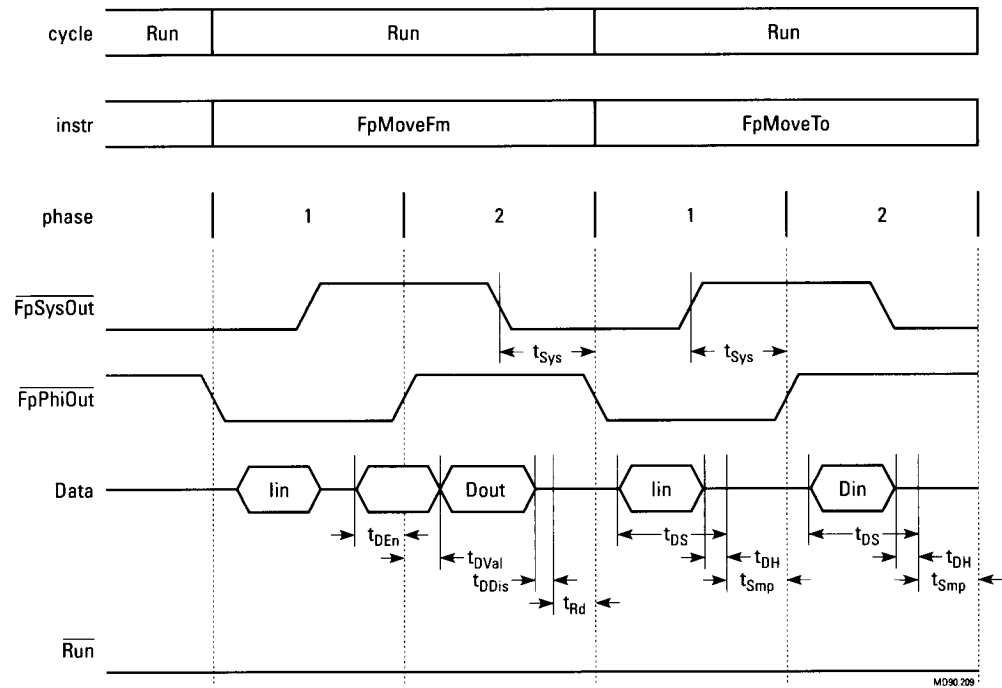 cycle Run Run Run
instr FpMoveFm FpMoveTo
phase 1 2 1 2
FpSysOut
tSys tSys
FpPhiOut
Data Iin Dout Iin Din
tDEn tDS tDS
tDVal tDH tDH
tDDis tSmp tSmp
tRd
Run
MD90.209